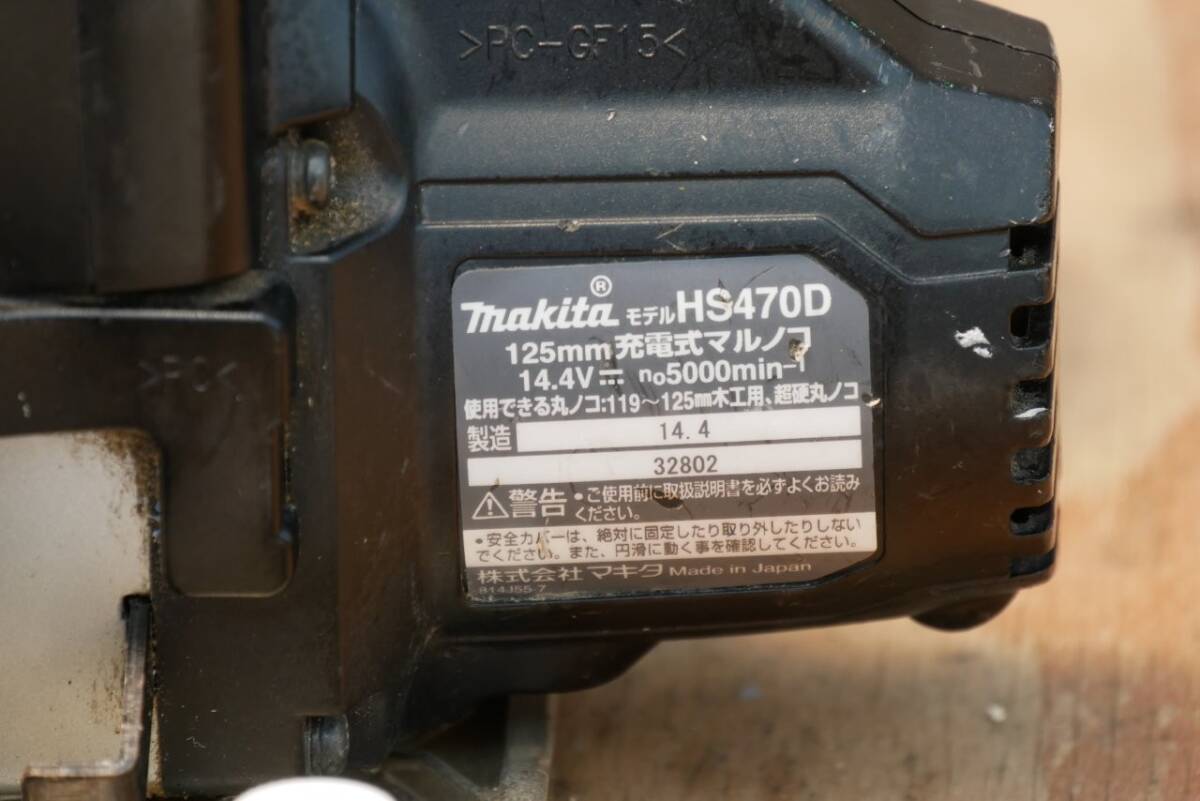 >PC-GF15<
>PC<
makita® モデルHS470D
125mm充電式マルノコ
14.4V⎓ n₀5000min⁻¹
使用できる丸ノコ:119～125㎜木工用、超硬丸ノコ
製造 14.4
32802
⚠警告 •ご使用前に取扱説明書を必ずよくお読み
ください。
•安全カバーは、絶対に固定したり取り外したりしない
でください。また、円滑に動く事を確認してください。
株式会社マキタ Made in Japan
814J55-7